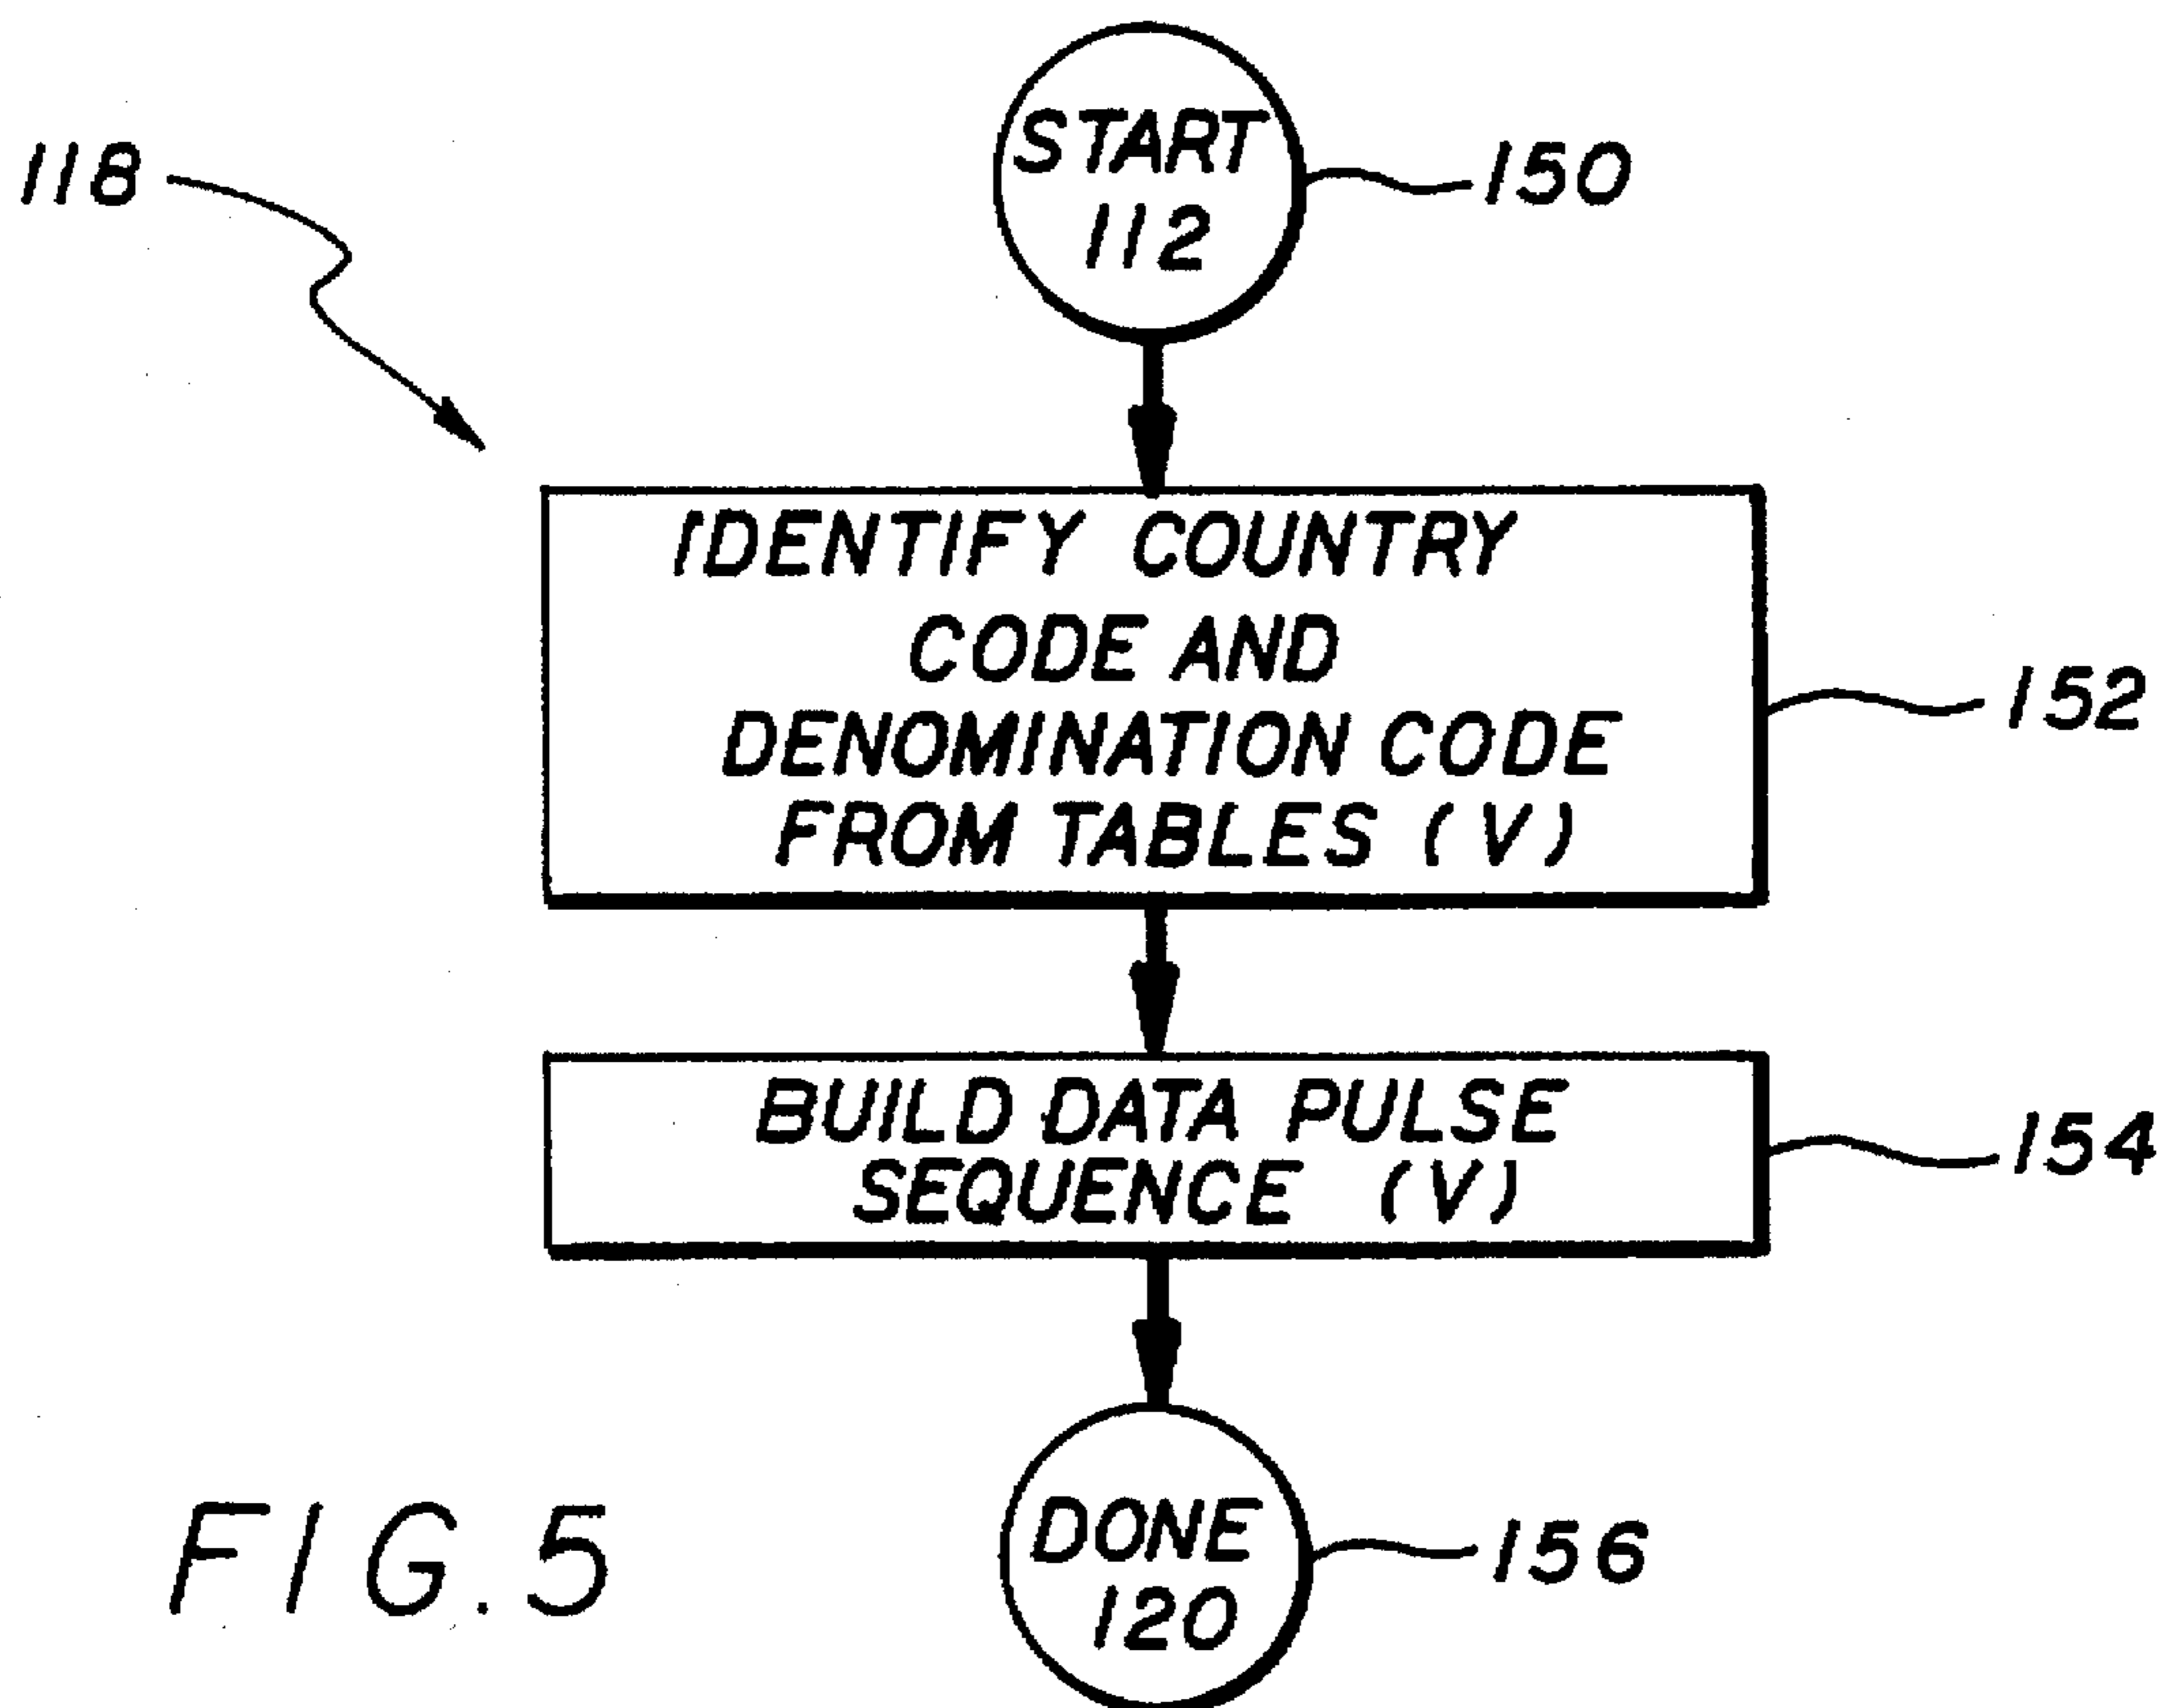 START
112
150
118
IDENTIFY COUNTRY
CODE AND
DENOMINATION CODE
FROM TABLES (V)
152
BUILD DATA PULSE
SEQUENCE (V)
154
DONE
120
156
FIG. 5